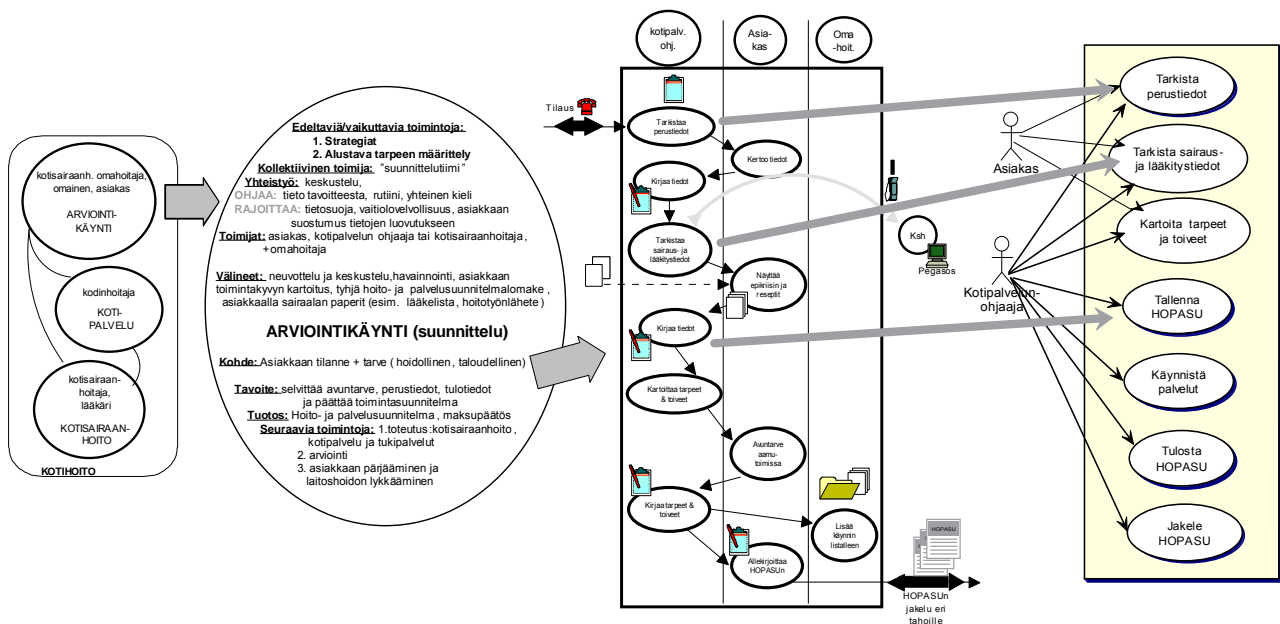 kotisairaanh. omahoitaja,
omainen, asiakas
ARVIOINTI-
KÄYNTI
kodinhoitaja
KOTI-
PALVELU
kotisairaan-
hoitaja,
lääkäri
KOTISAIRAAN-
HOITO
KOTIHOITO
Edeltäviä/vaikuttavia toimintoja:
1. Strategiat
2. Alustava tarpeen määrittely
Kollektiivinen toimija: "suunnittelutiimi"
Yhteistyö: keskustelu,
OHJAA: tieto tavoitteesta, rutiini, yhteinen kieli
RAJOITTAA: tietosuoja, vaitiolovelvollisuus, asiakkaan
suostumus tietojen luovutukseen
Toimijat: asiakas, kotipalvelun ohjaaja tai kotisairaanhoitaja,
+omahoitaja
Välineet: neuvottelu ja keskustelu,havainnointi, asiakkaan
toimintakyvyn kartoitus, tyhjä hoito- ja palvelusuunnitelmalomake,
asiakkaalla sairaalan paperit (esim. lääkelista, hoitotyönlähete)
ARVIOINTIKÄYNTI (suunnittelu)
Kohde: Asiakkaan tilanne + tarve (hoidollinen, taloudellinen)
Tavoite: selvittää avuntarve, perustiedot, tulotiedot
ja päättää toimintasuunnitelma
Tuotos: Hoito- ja palvelusuunnitelma, maksupäätös
Seuraavia toimintoja: 1.toteutus:kotisairaanhoito,
kotipalvelu ja tukipalvelut
2. arviointi
3. asiakkaan pärjääminen ja
laitoshoidon lykkääminen
kotipalv.
ohj.
Asia-
kas
Oma
-hoit.
Tilaus
Tarkistaa
perustiedot
Kertoo tiedot
Kirjaa tiedot
Tarkistaa
sairaus- ja
lääkitystiedot
Näyttää
epikriisin ja
reseptit
Kirjaa tiedot
Kartoittaa tarpeet
& toiveet
Avuntarve
aamu-
toimissa
Kirjaa tarpeet &
toiveet
Lisää
käynnin
listalleen
Allekirjoittaa
HOPASUn
Ksh
Pegasos
HOPASU
HOPASUn
jakelu eri
tahoille
Asiakas
Kotipalvelun-
ohjaaja
Tarkista
perustiedot
Tarkista sairaus-
ja lääkitystiedot
Kartoita tarpeet
ja toiveet
Tallenna
HOPASU
Käynnistä
palvelut
Tulosta
HOPASU
Jakele
HOPASU